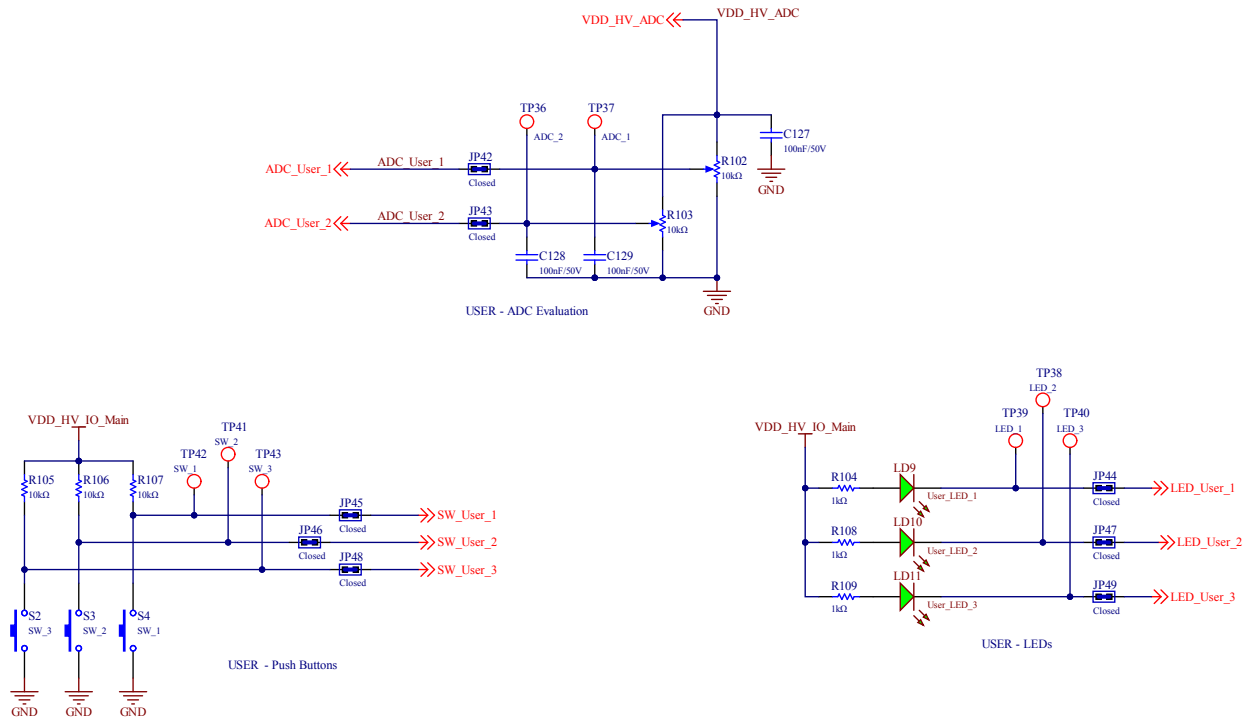 VDD_HV_ADC
VDD_HV_ADC
TP36
ADC_2
TP37
ADC_1
C127
100nF/50V
GND
ADC_User_1
ADC_User_1
JP42
Closed
R102
10kΩ
ADC_User_2
ADC_User_2
JP43
Closed
R103
10kΩ
C128
100nF/50V
C129
100nF/50V
GND
USER - ADC Evaluation
VDD_HV_IO_Main
TP41
SW_2
TP42
SW_1
TP43
SW_3
R105
10kΩ
R106
10kΩ
R107
10kΩ
JP45
Closed
SW_User_1
JP46
Closed
SW_User_2
JP48
Closed
SW_User_3
S2
SW_3
S3
SW_2
S4
SW_1
GND
GND
GND
USER - Push Buttons
TP38
LED_2
TP39
LED_1
TP40
LED_3
VDD_HV_IO_Main
R104
1kΩ
LD9
User_LED_1
JP44
Closed
LED_User_1
R108
1kΩ
LD10
User_LED_2
JP47
Closed
LED_User_2
R109
1kΩ
LD11
User_LED_3
JP49
Closed
LED_User_3
USER - LEDs